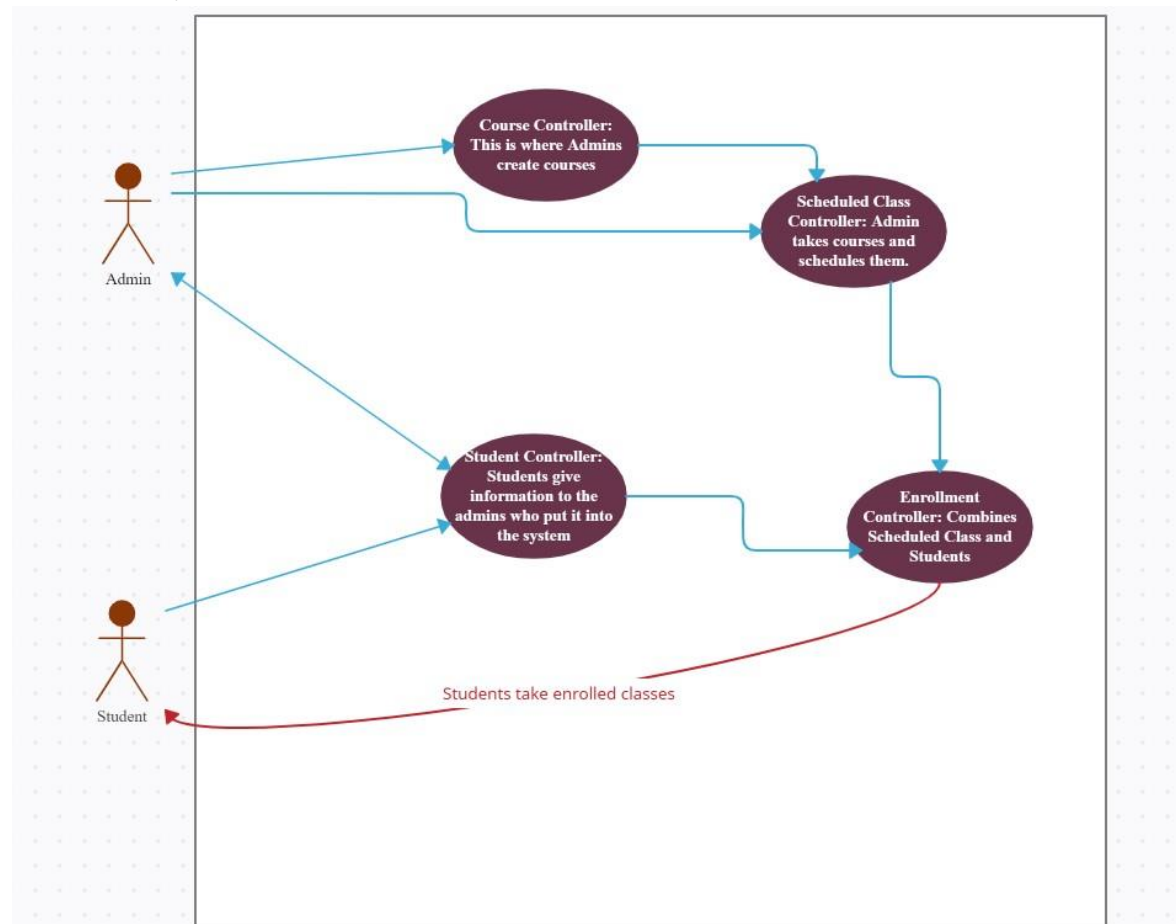 Course Controller:
This is where Admins
create courses
Scheduled Class
Controller: Admin
takes courses and
schedules them.
Admin
Student Controller:
Students give
information to the
admins who put it into
the system
Enrollment
Controller: Combines
Scheduled Class and
Students
Students take enrolled classes
Student